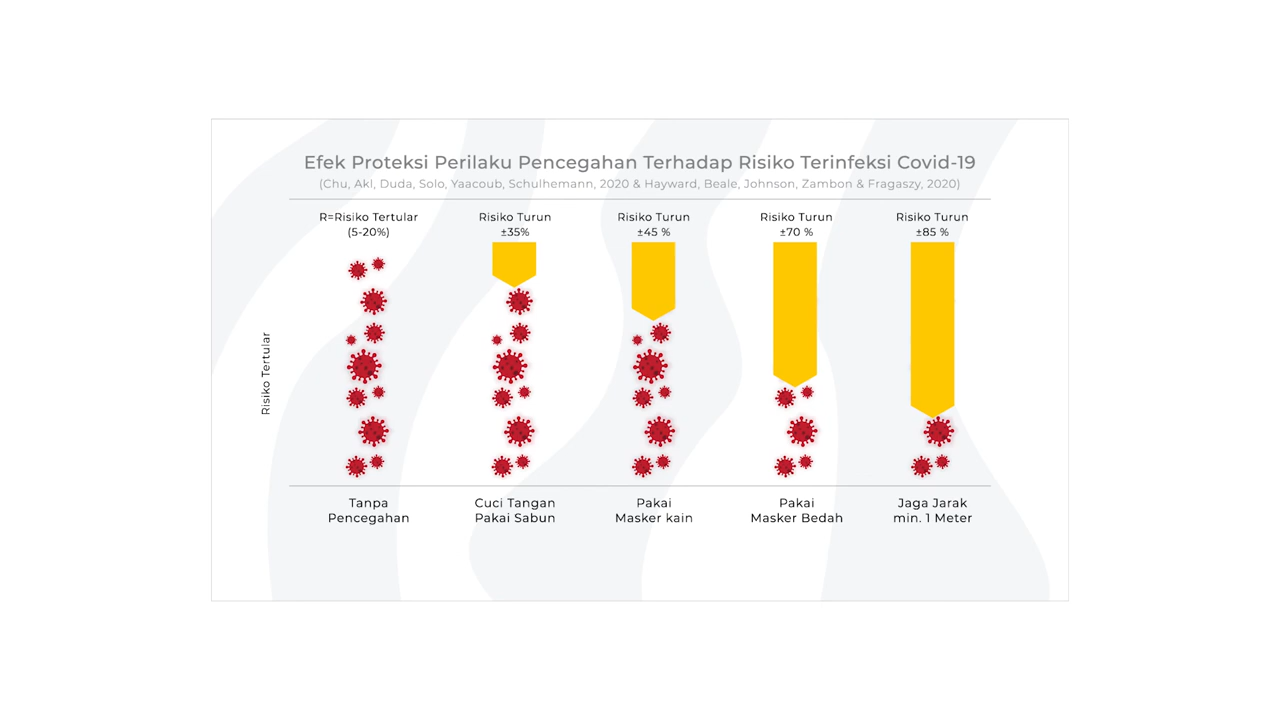 Efek Proteksi Perilaku Pencegahan Terhadap Risiko Terinfeksi Covid-19
(Chu, Akl, Duda, Solo, Yaacoub, Schulhemann, 2020 & Hayward, Beale, Johnson, Zambon & Fragaszy, 2020)
R=Risiko Tertular
(5-20%)
Risiko Turun
±35%
Risiko Turun
±45 %
Risiko Turun
±70 %
Risiko Turun
±85 %
Risiko Tertular
Tanpa
Pencegahan
Cuci Tangan
Pakai Sabun
Pakai
Masker kain
Pakai
Masker Bedah
Jaga Jarak
min. 1 Meter